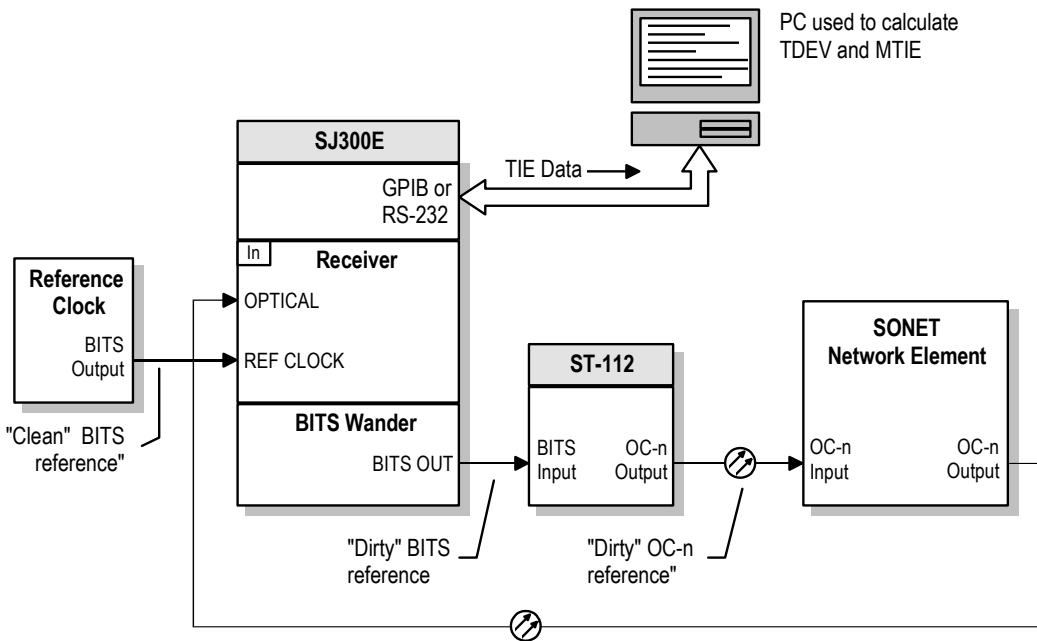 PC used to calculate
TDEV and MTIE
SJ300E
TIE Data
GPIB or
RS-232
In
Receiver
OPTICAL
REF CLOCK
Reference
Clock
BITS
Output
"Clean" BITS
reference"
BITS Wander
BITS OUT
"Dirty" BITS
reference
ST-112
BITS
Input
OC-n
Output
"Dirty" OC-n
reference"
SONET
Network Element
OC-n
Input
OC-n
Output